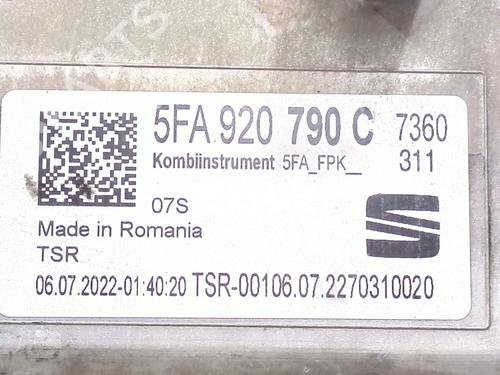 5FA 920 790 C 7360
Kombiinstrument 5FA_FPK__ 311
07S
Made in Romania
TSR
06.07.2022-01:40:20 TSR-00106.07.2270310020